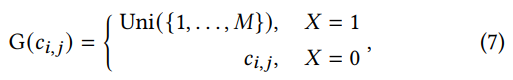 G(c_{i,j}) = { Uni({1, . . . , M}), X = 1
c_{i,j}, X = 0 , (7)